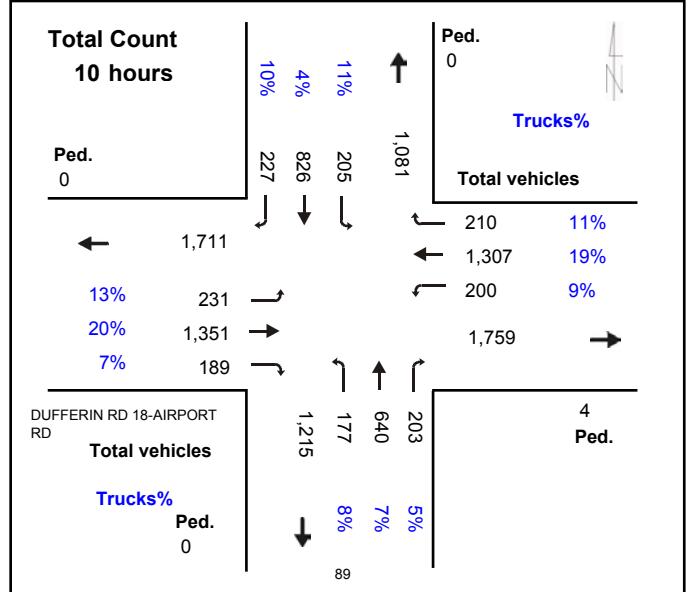 Total Count
10 hours
10%
4%
11%
Ped.
0
N
Trucks%
Ped.
0
227
826
205
1,081
Total vehicles
1,711
210 11%
1,307 19%
200 9%
13% 231
20% 1,351
7% 189
1,759
DUFFERIN RD 18-AIRPORT
RD
Total vehicles
1,215
177
640
203
4
Ped.
Trucks%
Ped.
0
8%
7%
5%
89